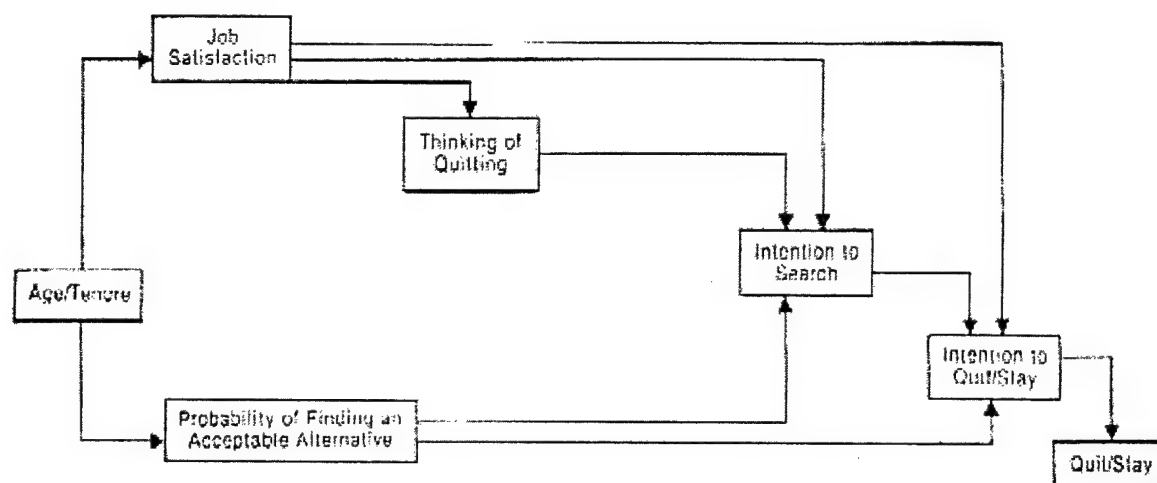 Job
Satisfaction
Thinking of
Quitting
Intention to
Search
Age/Tenure
Intention to
Quit/Stay
Probability of Finding an
Acceptable Alternative
Quit/Stay